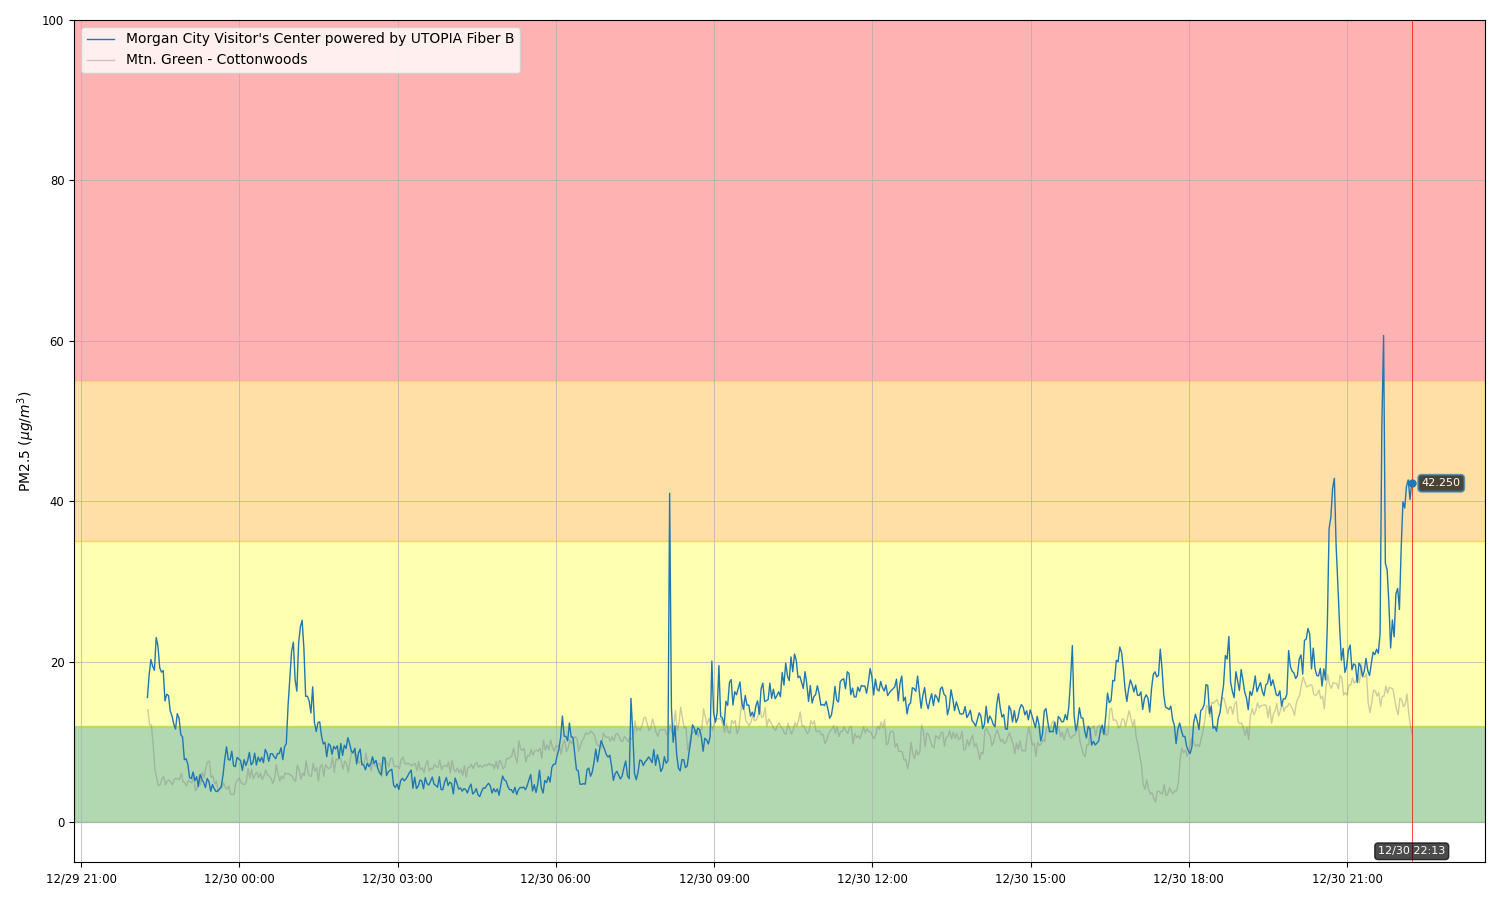 100
Morgan City Visitor's Center powered by UTOPIA Fiber B
Mtn. Green - Cottonwoods
80
60
PM2.5 (μg/m³)
40
42.250
20
0
12/30 22:13
12/29 21:00 12/30 00:00 12/30 03:00 12/30 06:00 12/30 09:00 12/30 12:00 12/30 15:00 12/30 18:00 12/30 21:00